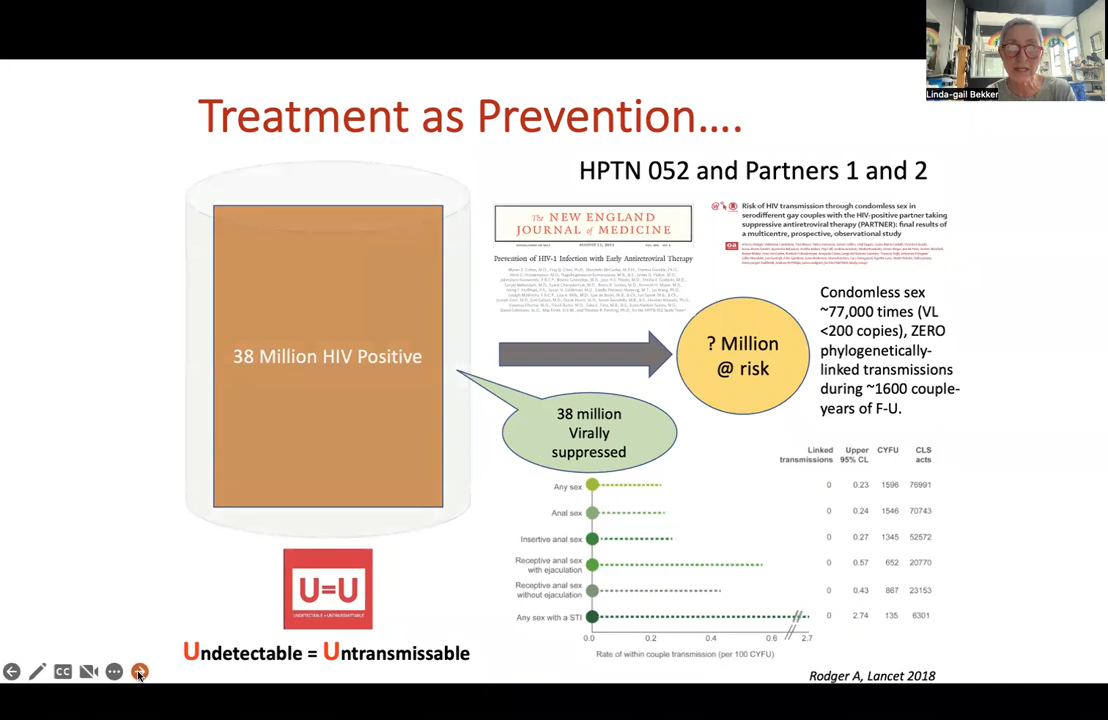 Linda-gail Bekker
Treatment as Prevention....
HPTN 052 and Partners 1 and 2
The NEW ENGLAND
JOURNAL of MEDICINE
Prevention of HIV-1 Infection with Early Antiretroviral Therapy
Risk of HIV transmission through condomless sex in
serodifferent gay couples with the HIV-positive partner taking
suppressive antiretroviral therapy (PARTNER): final results of
a multicentre, prospective, observational study
38 Million HIV Positive
? Million
@ risk
Condomless sex
~77,000 times (VL
<200 copies), ZERO
phylogenetically-
linked transmissions
during ~1600 couple-
years of F-U.
38 million
Virally
suppressed
Linked
transmissions
Upper
95% CL
CYFU
CLS
acts
Any sex 0 0.23 1596 76991
Anal sex 0 0.24 1546 70743
Insertive anal sex 0 0.27 1345 52572
Receptive anal sex
with ejaculation 0 0.57 652 20770
Receptive anal sex
without ejaculation 0 0.43 867 23153
Any sex with a STI 0 2.74 135 6301
0.0 0.2 0.4 0.6 2.7
Rate of within couple transmission (per 100 CYFU)
U=U
UNDETECTABLE = UNTRANSMITTABLE
Undetectable = Untransmissable
CC
Rodger A, Lancet 2018